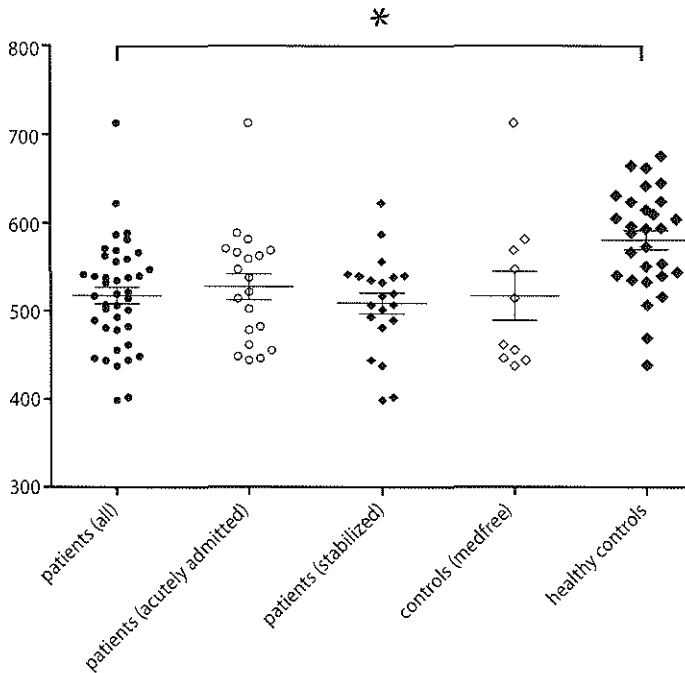 *
800
700
600
500
400
300
patients (all)
patients (acutely admitted)
patients (stabilized)
controls (medfree)
healthy controls